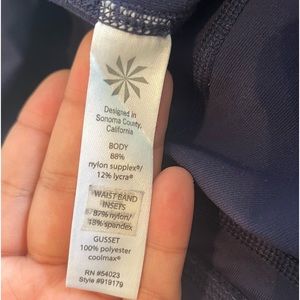 Designed in
Sonoma County,
California
BODY
88%
nylon supplex®/
12% lycra®
WAIST BAND
INSETS
87% nylon/
18% spandex
GUSSET
100% polyester
coolmax®
RN #54023
Style #919179